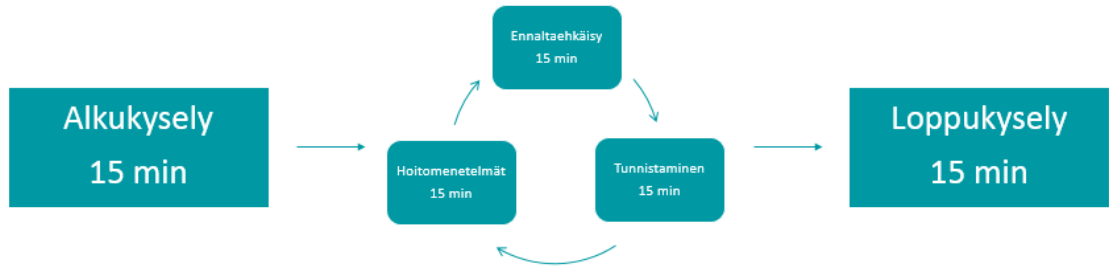 Alkukysely
15 min
Ennaltaehkäisy
15 min
Hoitomenetelmät
15 min
Tunnistaminen
15 min
Loppukysely
15 min